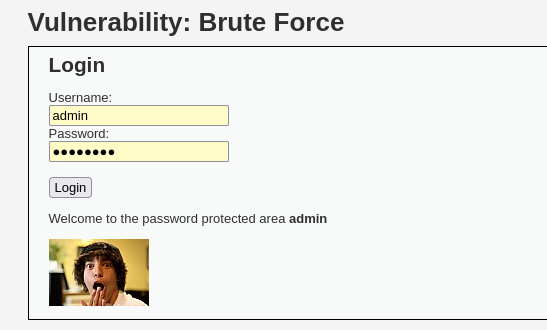 Vulnerability: Brute Force
Login
Username:
admin
Password:
●●●●●●●●
Login
Welcome to the password protected area admin